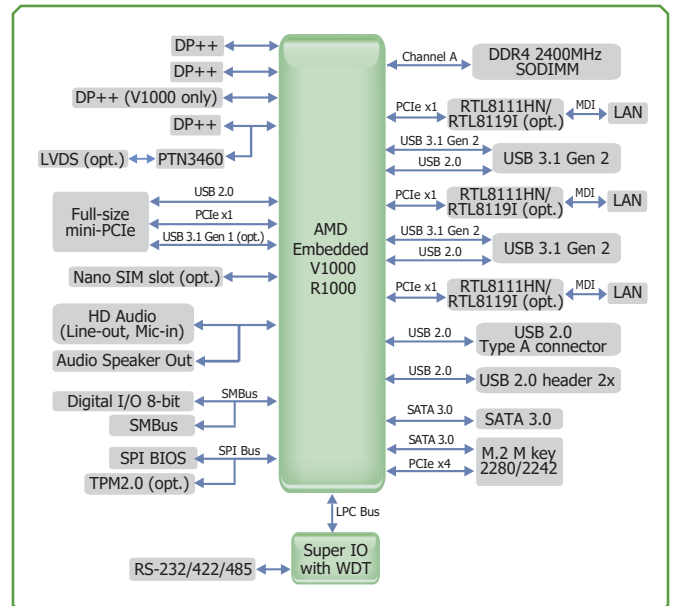 DP++
DP++
DP++ (V1000 only)
DP++
LVDS (opt.)
PTN3460
USB 2.0
PCIe x1
USB 3.1 Gen 1 (opt.)
Full-size
mini-PCIe
Nano SIM slot (opt.)
HD Audio
(Line-out, Mic-in)
Audio Speaker Out
Digital I/O 8-bit
SMBus
SMBus
SPI BIOS
SPI Bus
TPM2.0 (opt.)
AMD
Embedded
V1000
R1000
Channel A
DDR4 2400MHz
SODIMM
PCIe x1
RTL8111HN/
RTL8119I (opt.)
MDI
LAN
USB 3.1 Gen 2
USB 2.0
USB 3.1 Gen 2
PCIe x1
RTL8111HN/
RTL8119I (opt.)
MDI
LAN
USB 3.1 Gen 2
USB 2.0
USB 3.1 Gen 2
PCIe x1
RTL8111HN/
RTL8119I (opt.)
MDI
LAN
USB 2.0
USB 2.0
Type A connector
USB 2.0
USB 2.0 header 2x
SATA 3.0
SATA 3.0
SATA 3.0
PCIe x4
M.2 M key
2280/2242
LPC Bus
Super IO
with WDT
RS-232/422/485